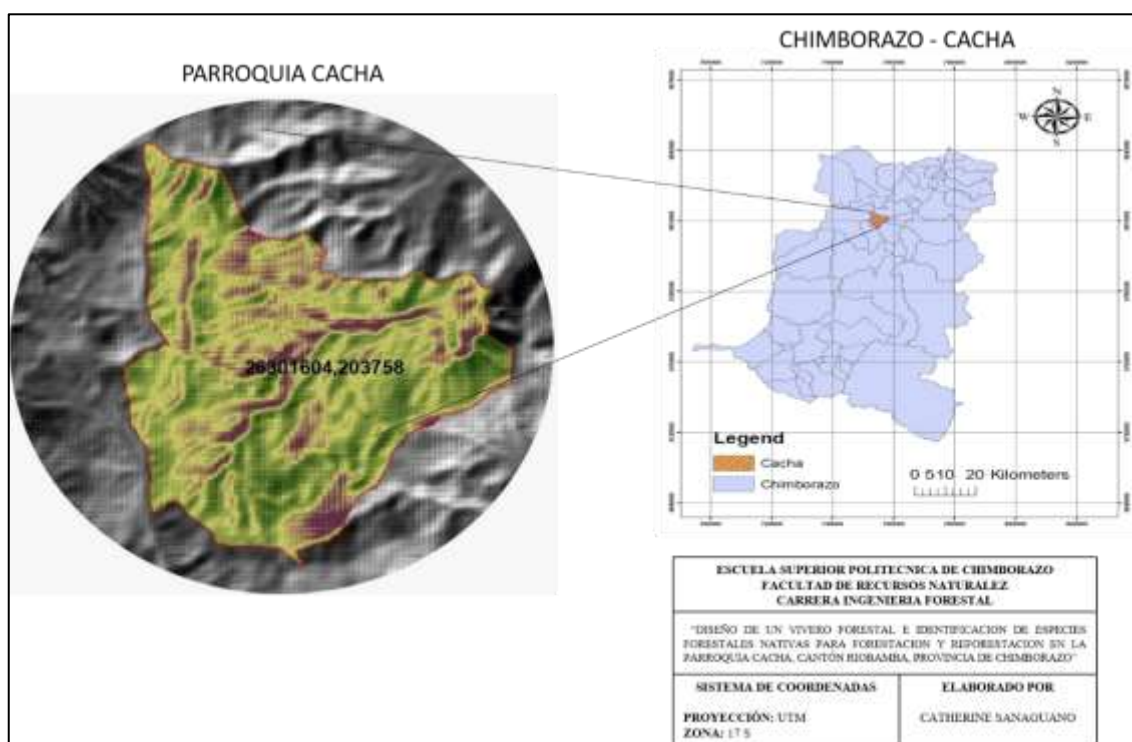 PARROQUIA CACHA
26301604,203758
CHIMBORAZO - CACHA
N
W
E
S
Legend
Cacha
Chimborazo
0 510 20 Kilometers
ESCUELA SUPERIOR POLITECNICA DE CHIMBORAZO
FACULTAD DE RECURSOS NATURALEZ
CARRERA INGENIERIA FORESTAL
"DISEÑO DE UN VIVERO FORESTAL E IDENTIFICACION DE ESPECIES
FORESTALES NATIVAS PARA FORESTACION Y REFORESTACION EN LA
PARROQUIA CACHA, CANTÓN RIOBAMBA, PROVINCIA DE CHIMBORAZO"
SISTEMA DE COORDENADAS
PROYECCIÓN: UTM
ZONA: 17 S
ELABORADO POR
CATHERINE SANAGUANO